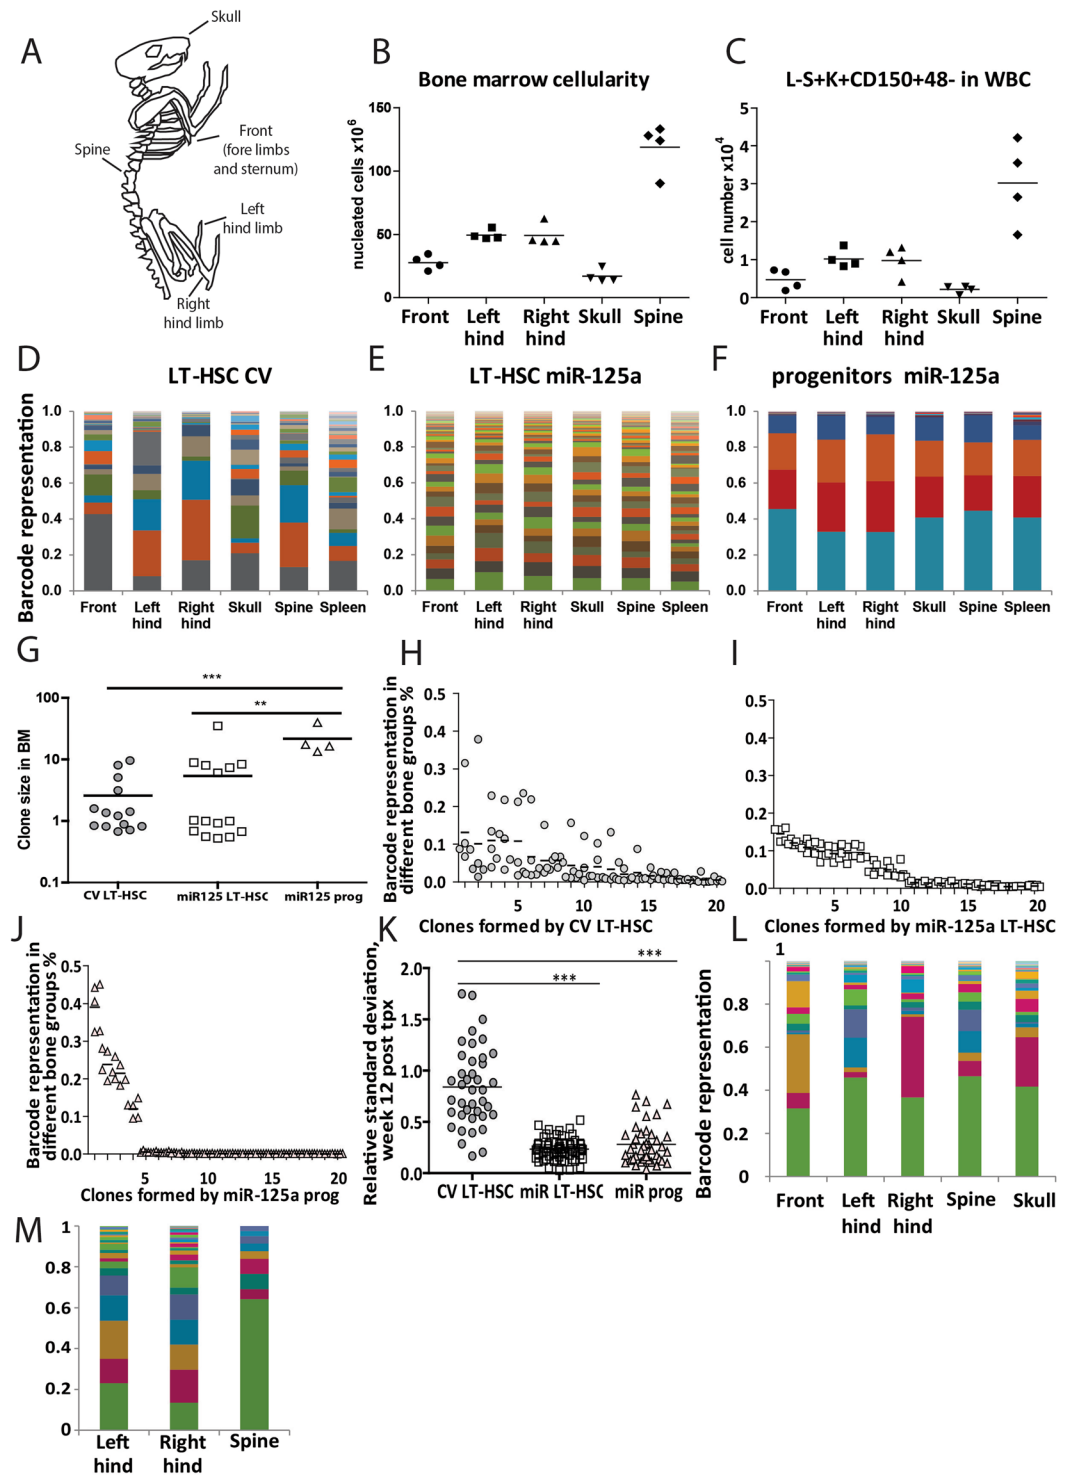 A
Skull
Front
(fore limbs
and sternum)
Spine
Left
hind limb
Right
hind limb
B
Bone marrow cellularity
nucleated cells x10⁶
150
100
50
0
Front
Left
hind
Right
hind
Skull
Spine
C
L-S+K+CD150+48- in WBC
cell number x10⁴
5
4
3
2
1
0
Front
Left
hind
Right
hind
Skull
Spine
D
LT-HSC CV
Barcode representation
1.0
0.8
0.6
0.4
0.2
0.0
Front
Left
hind
Right
hind
Skull
Spine
Spleen
E
LT-HSC miR-125a
1.0
0.8
0.6
0.4
0.2
0.0
Front
Left
hind
Right
hind
Skull
Spine
Spleen
F
progenitors miR-125a
1.0
0.8
0.6
0.4
0.2
0.0
Front
Left
hind
Right
hind
Skull
Spine
Spleen
G
Clone size in BM
100
10
1
0.1
***
**
CV LT-HSC
miR125 LT-HSC
miR125 prog
H
Barcode representation in
different bone groups %
0.5
0.4
0.3
0.2
0.1
0.0
5
10
15
20
Clones formed by CV LT-HSC
I
0.5
0.4
0.3
0.2
0.1
0.0
5
10
15
20
Clones formed by miR-125a LT-HSC
J
Barcode representation in
different bone groups %
0.5
0.4
0.3
0.2
0.1
0.0
5
10
15
20
Clones formed by miR-125a prog
K
Relative standard deviation,
week 12 post tpx
2.0
1.5
1.0
0.5
0.0
***
***
CV LT-HSC
miR LT-HSC
miR prog
L
Barcode representation
1
0.8
0.6
0.4
0.2
0
Front
Left
hind
Right
hind
Spine
Skull
M
1
0.8
0.6
0.4
0.2
0
Left
hind
Right
hind
Spine